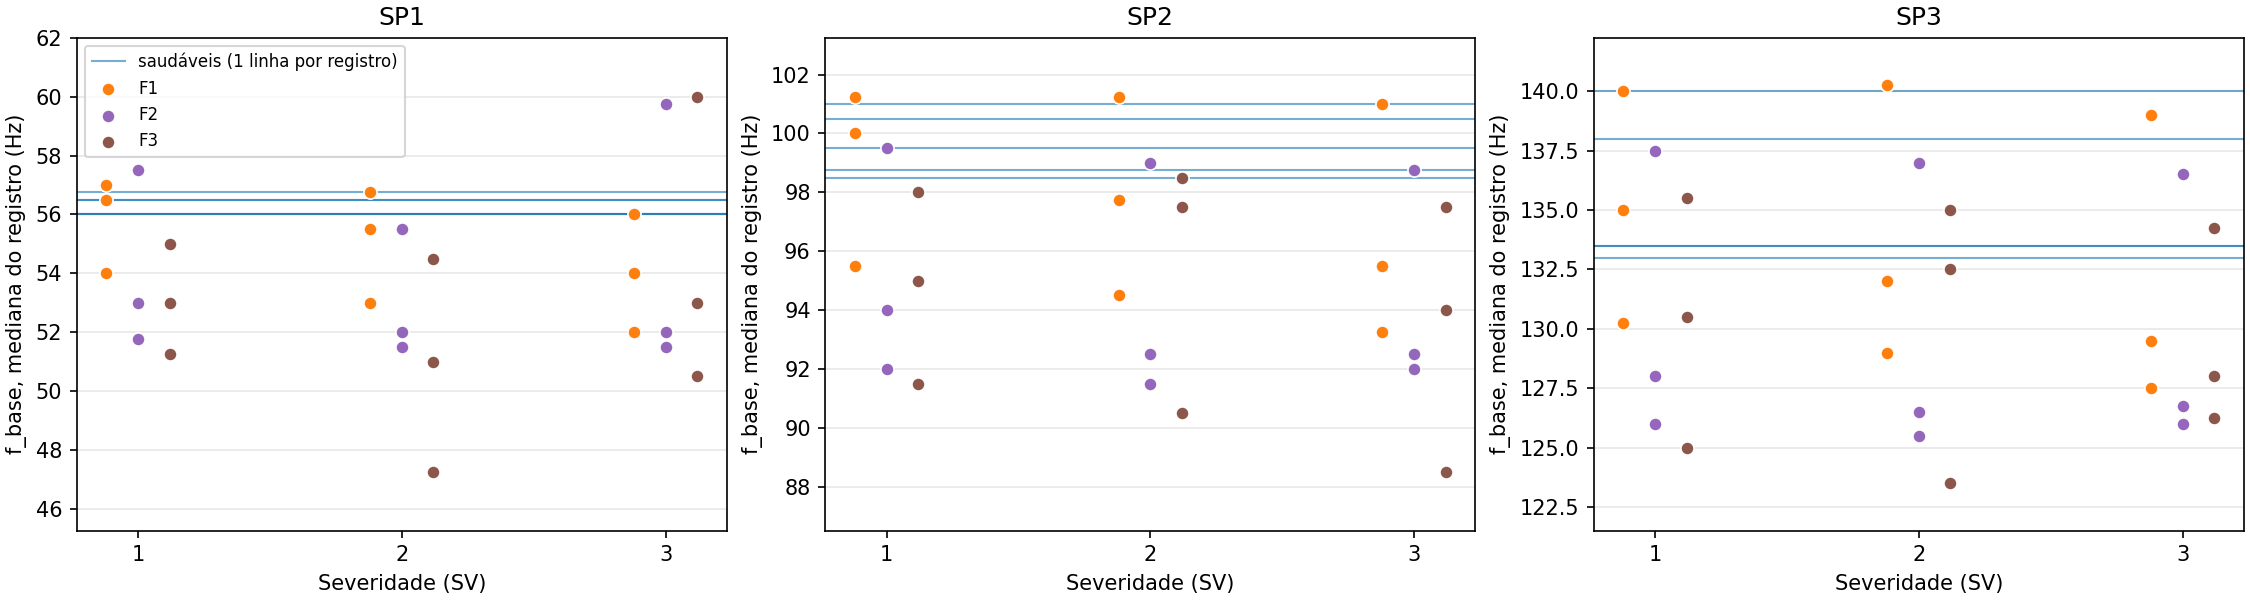 SP1
f_base, mediana do registro (Hz)
62
60
58
56
54
52
50
48
46
saudáveis (1 linha por registro)
F1
F2
F3
1
2
3
Severidade (SV)
SP2
f_base, mediana do registro (Hz)
102
100
98
96
94
92
90
88
1
2
3
Severidade (SV)
SP3
f_base, mediana do registro (Hz)
140.0
137.5
135.0
132.5
130.0
127.5
125.0
122.5
1
2
3
Severidade (SV)